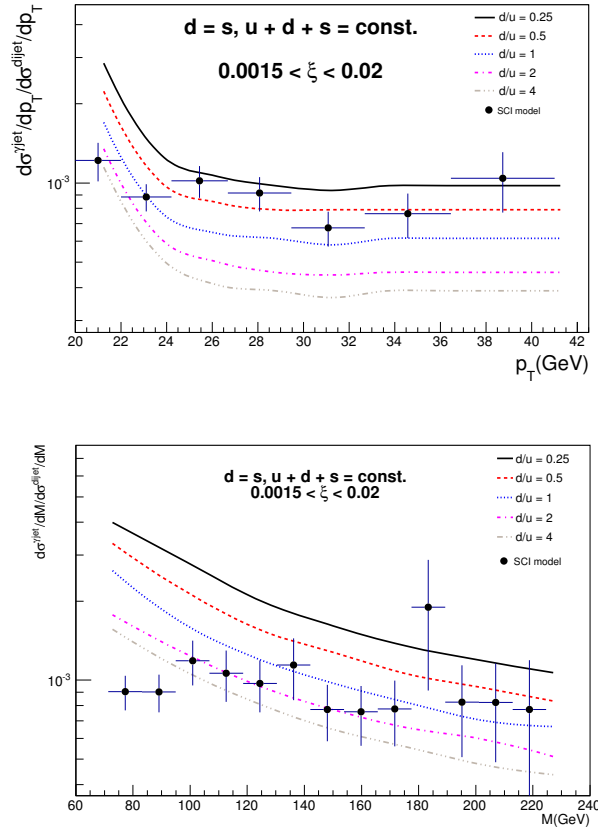 dσ^γjet/dp_T/dσ^dijet/dp_T
d = s, u + d + s = const.
0.0015 < ξ < 0.02
d/u = 0.25
d/u = 0.5
d/u = 1
d/u = 2
d/u = 4
SCI model
10^-3
20 22 24 26 28 30 32 34 36 38 40 42
p_T(GeV)
dσ^γjet/dM/dσ^dijet/dM
d = s, u + d + s = const.
0.0015 < ξ < 0.02
d/u = 0.25
d/u = 0.5
d/u = 1
d/u = 2
d/u = 4
SCI model
10^-3
60 80 100 120 140 160 180 200 220 240
M(GeV)